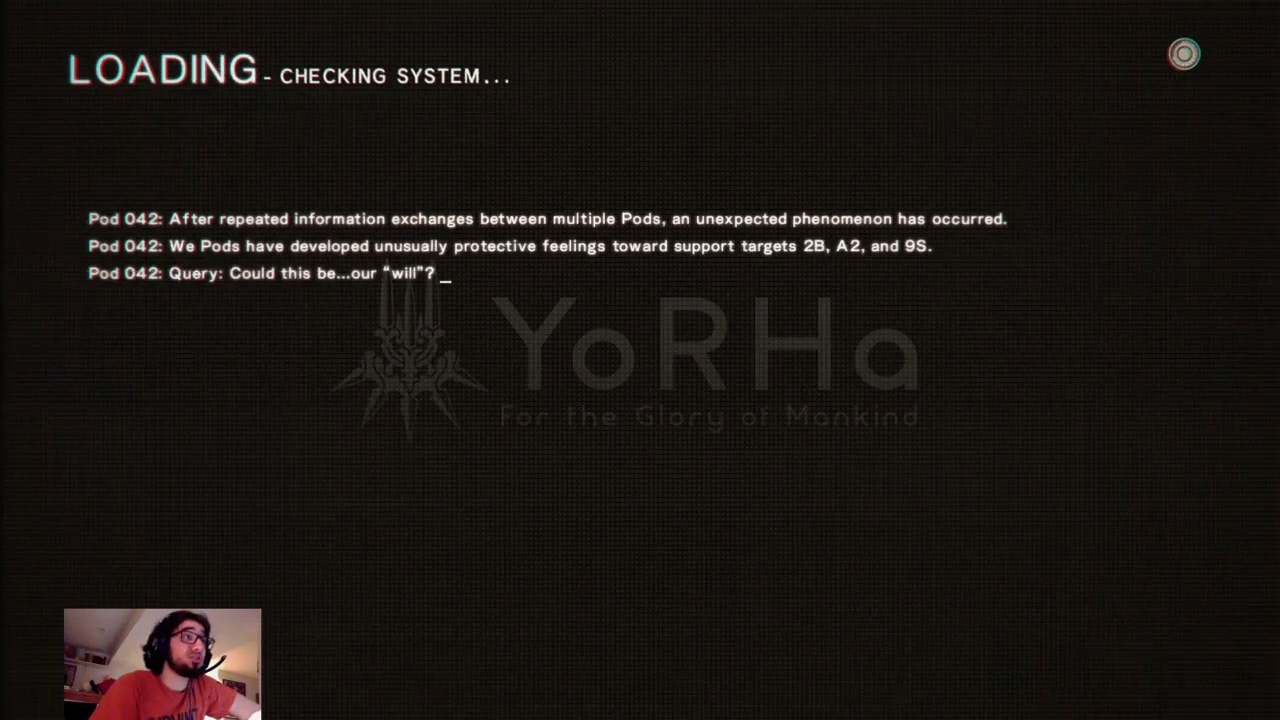 LOADING - CHECKING SYSTEM...
Pod 042: After repeated information exchanges between multiple Pods, an unexpected phenomenon has occurred.
Pod 042: We Pods have developed unusually protective feelings toward support targets 2B, A2, and 9S.
Pod 042: Query: Could this be...our “will”? _
YoRHa
For the Glory of Mankind